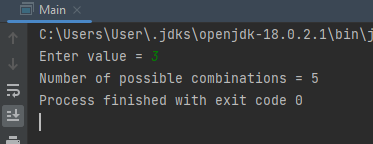 Main
C:\Users\User\.jdks\openjdk-18.0.2.1\bin\j
Enter value = 3
Number of possible combinations = 5
Process finished with exit code 0